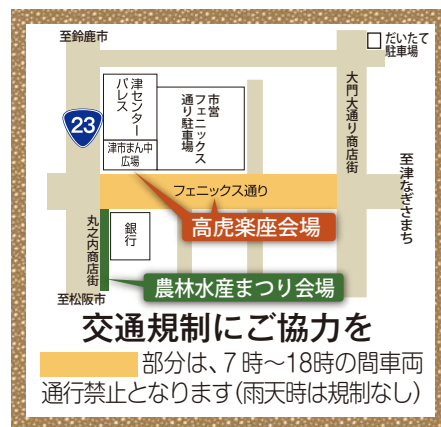 至鈴鹿市
だいたて
駐車場
津センター
パレス
市営
フェニックス
通り駐車場
大門大通り商店街
23
津市まん中
広場
至津なぎさまち
フェニックス通り
丸之内商店街
銀行
高虎楽座会場
農林水産まつり会場
至松阪市
交通規制にご協力を
部分は、7時～18時の間車両
通行禁止となります(雨天時は規制なし)